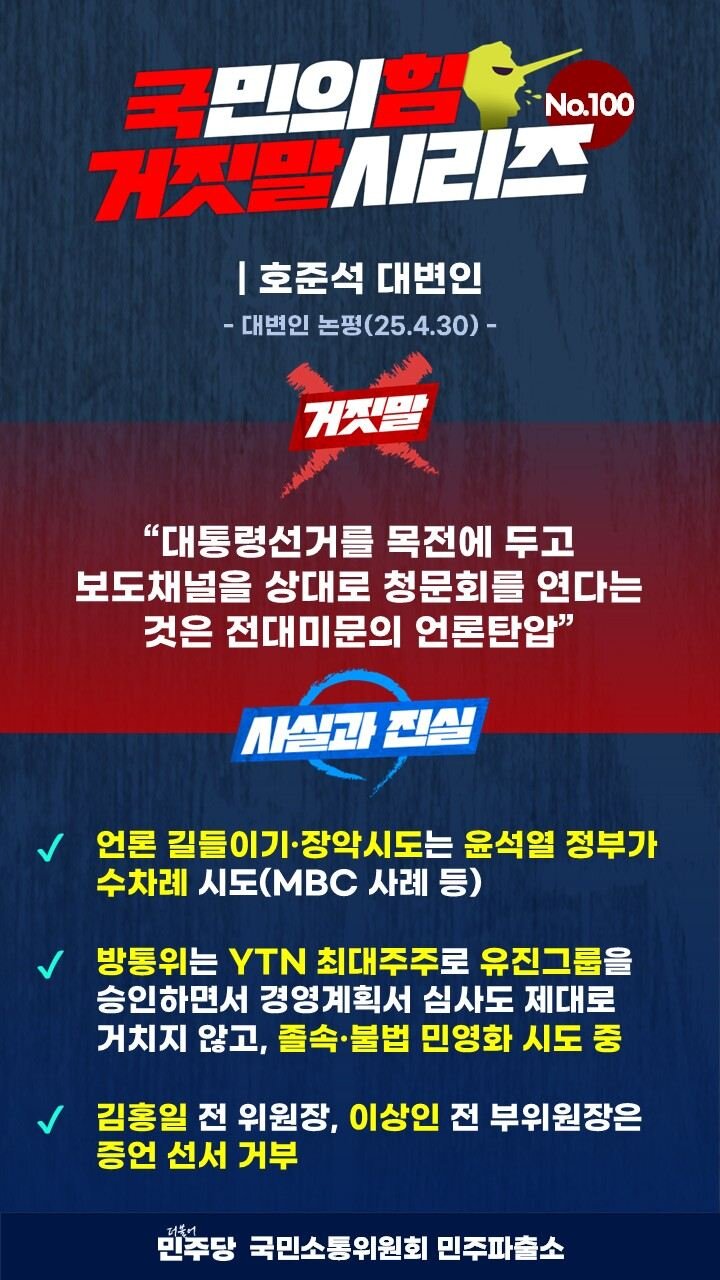 국민의힘
No.100
거짓말시리즈
| 호준석 대변인
- 대변인 논평(25.4.30) -
거짓말
“대통령선거를 목전에 두고
보도채널을 상대로 청문회를 연다는
것은 전대미문의 언론탄압”
사실과 진실
✓ 언론 길들이기·장악시도는 윤석열 정부가
수차례 시도(MBC 사례 등)
✓ 방통위는 YTN 최대주주로 유진그룹을
승인하면서 경영계획서 심사도 제대로
거치지 않고, 졸속·불법 민영화 시도 중
✓ 김홍일 전 위원장, 이상인 전 부위원장은
증언 선서 거부
더불어
민주당 국민소통위원회 민주파출소